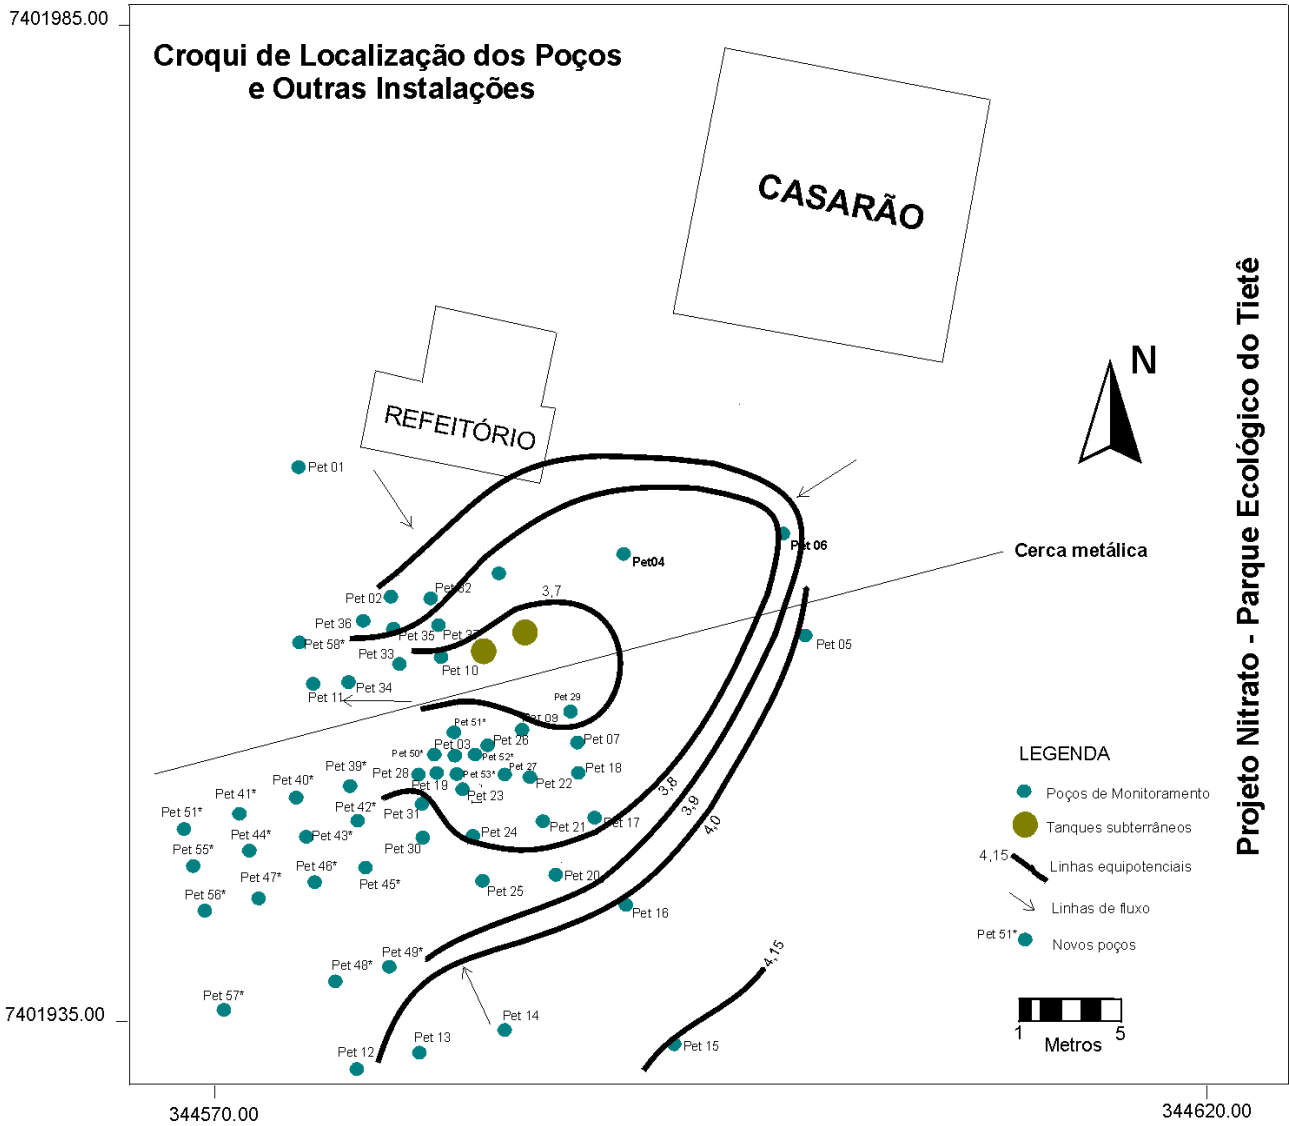 7401985.00
Croqui de Localização dos Poços
e Outras Instalações
CASARÃO
N
REFEITÓRIO
Projeto Nitrato - Parque Ecológico do Tietê
Pet 01
Pet 06
Cerca metálica
Pet04
Pet 32
3,7
Pet 02
Pet 36
Pet 35
Pet 37
Pet 58*
Pet 05
Pet 33
Pet 10
Pet 34
Pet 11
Pet 29
Pet 51*
Pet 09
Pet 03
Pet 26
Pet 07
Pet 50*
Pet 52*
Pet 39*
Pet 28
Pet 53*
Pet 27
Pet 18
Pet 40*
Pet 19
Pet 22
3,8
Pet 41*
Pet 23
3,9
Pet 51*
Pet 42*
Pet 31
4,0
Pet 44*
Pet 43*
Pet 24
Pet 21
Pet 17
Pet 55*
Pet 30
Pet 46*
Pet 47*
Pet 45*
Pet 20
Pet 56*
Pet 25
Pet 16
Pet 49*
Pet 48*
4,15
Pet 57*
Pet 14
Pet 13
Pet 12
Pet 15
LEGENDA
Poços de Monitoramento
Tanques subterrâneos
4,15
Linhas equipotenciais
Linhas de fluxo
Pet 51*
Novos poços
1
5
Metros
7401935.00
344570.00
344620.00